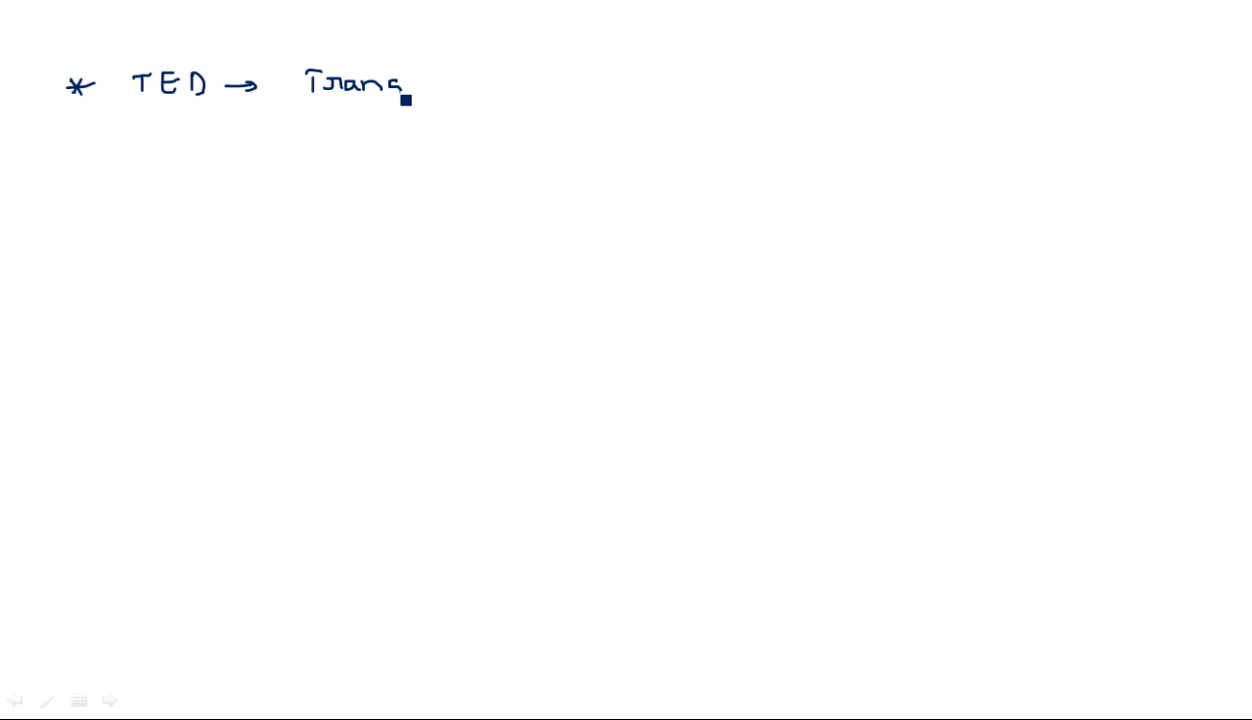 * TED → Trans